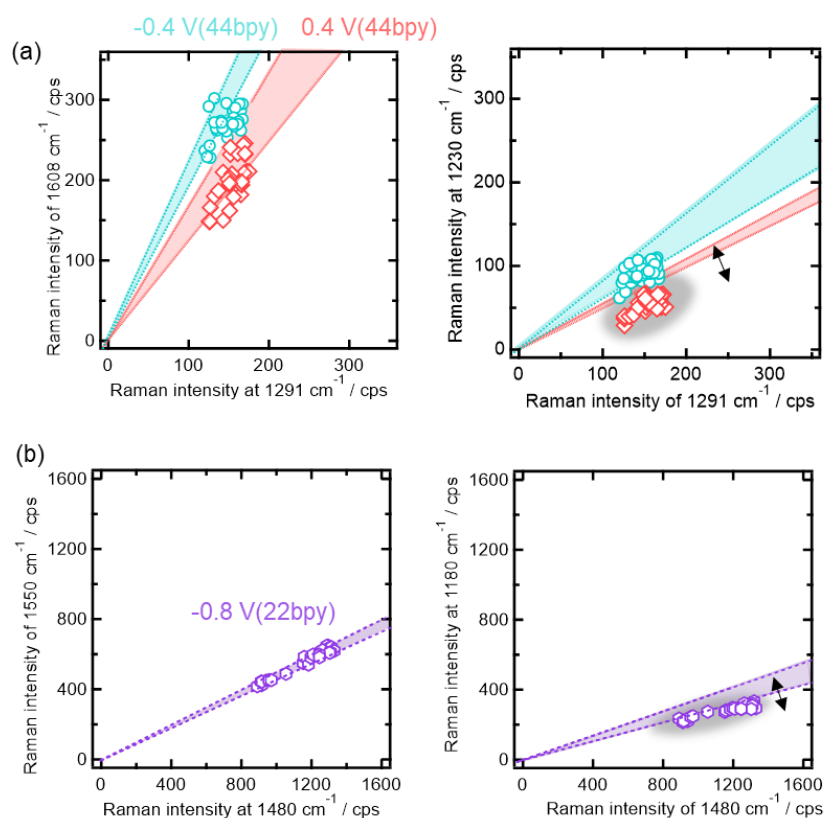 -0.4 V(44bpy) 0.4 V(44bpy)
(a)
Raman intensity of 1608 cm⁻¹ / cps
300
200
100
0
0 100 200 300
Raman intensity at 1291 cm⁻¹ / cps
Raman intensity at 1230 cm⁻¹ / cps
300
200
100
0
0 100 200 300
Raman intensity of 1291 cm⁻¹ / cps
(b)
Raman intensity of 1550 cm⁻¹ / cps
1600
1200
800
400
0
-0.8 V(22bpy)
0 400 800 1200 1600
Raman intensity at 1480 cm⁻¹ / cps
Raman intensity at 1180 cm⁻¹ / cps
1600
1200
800
400
0
0 400 800 1200 1600
Raman intensity of 1480 cm⁻¹ / cps